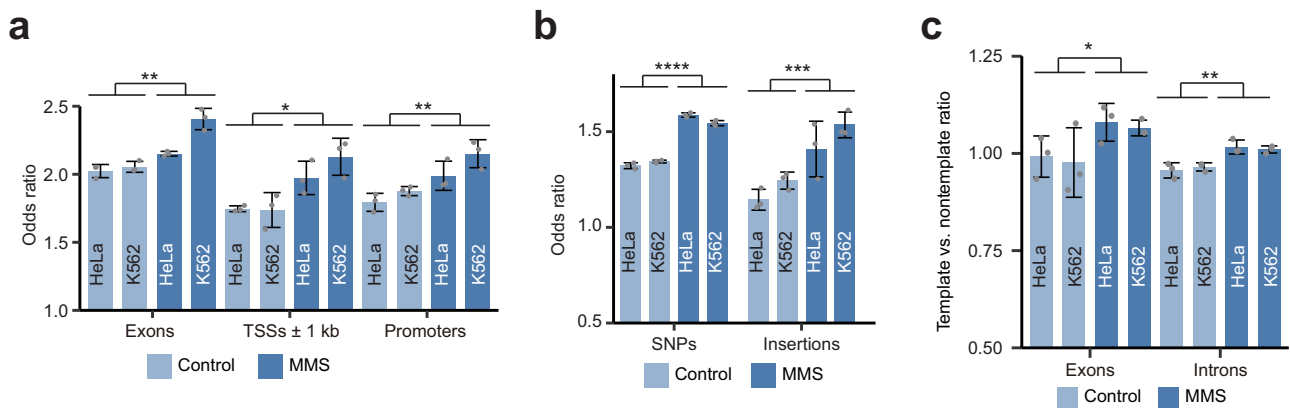 a
Odds ratio
2.5
2.0
1.5
1.0
**
*
**
HeLa
K562
HeLa
K562
HeLa
K562
HeLa
K562
HeLa
K562
HeLa
K562
Exons
TSSs ± 1 kb
Promoters
Control
MMS
b
Odds ratio
1.5
1.0
0.5
****
***
HeLa
K562
HeLa
K562
HeLa
K562
HeLa
K562
SNPs
Insertions
Control
MMS
c
Template vs. nontemplate ratio
1.25
1.00
0.75
0.50
*
**
HeLa
K562
HeLa
K562
HeLa
K562
HeLa
K562
Exons
Introns
Control
MMS